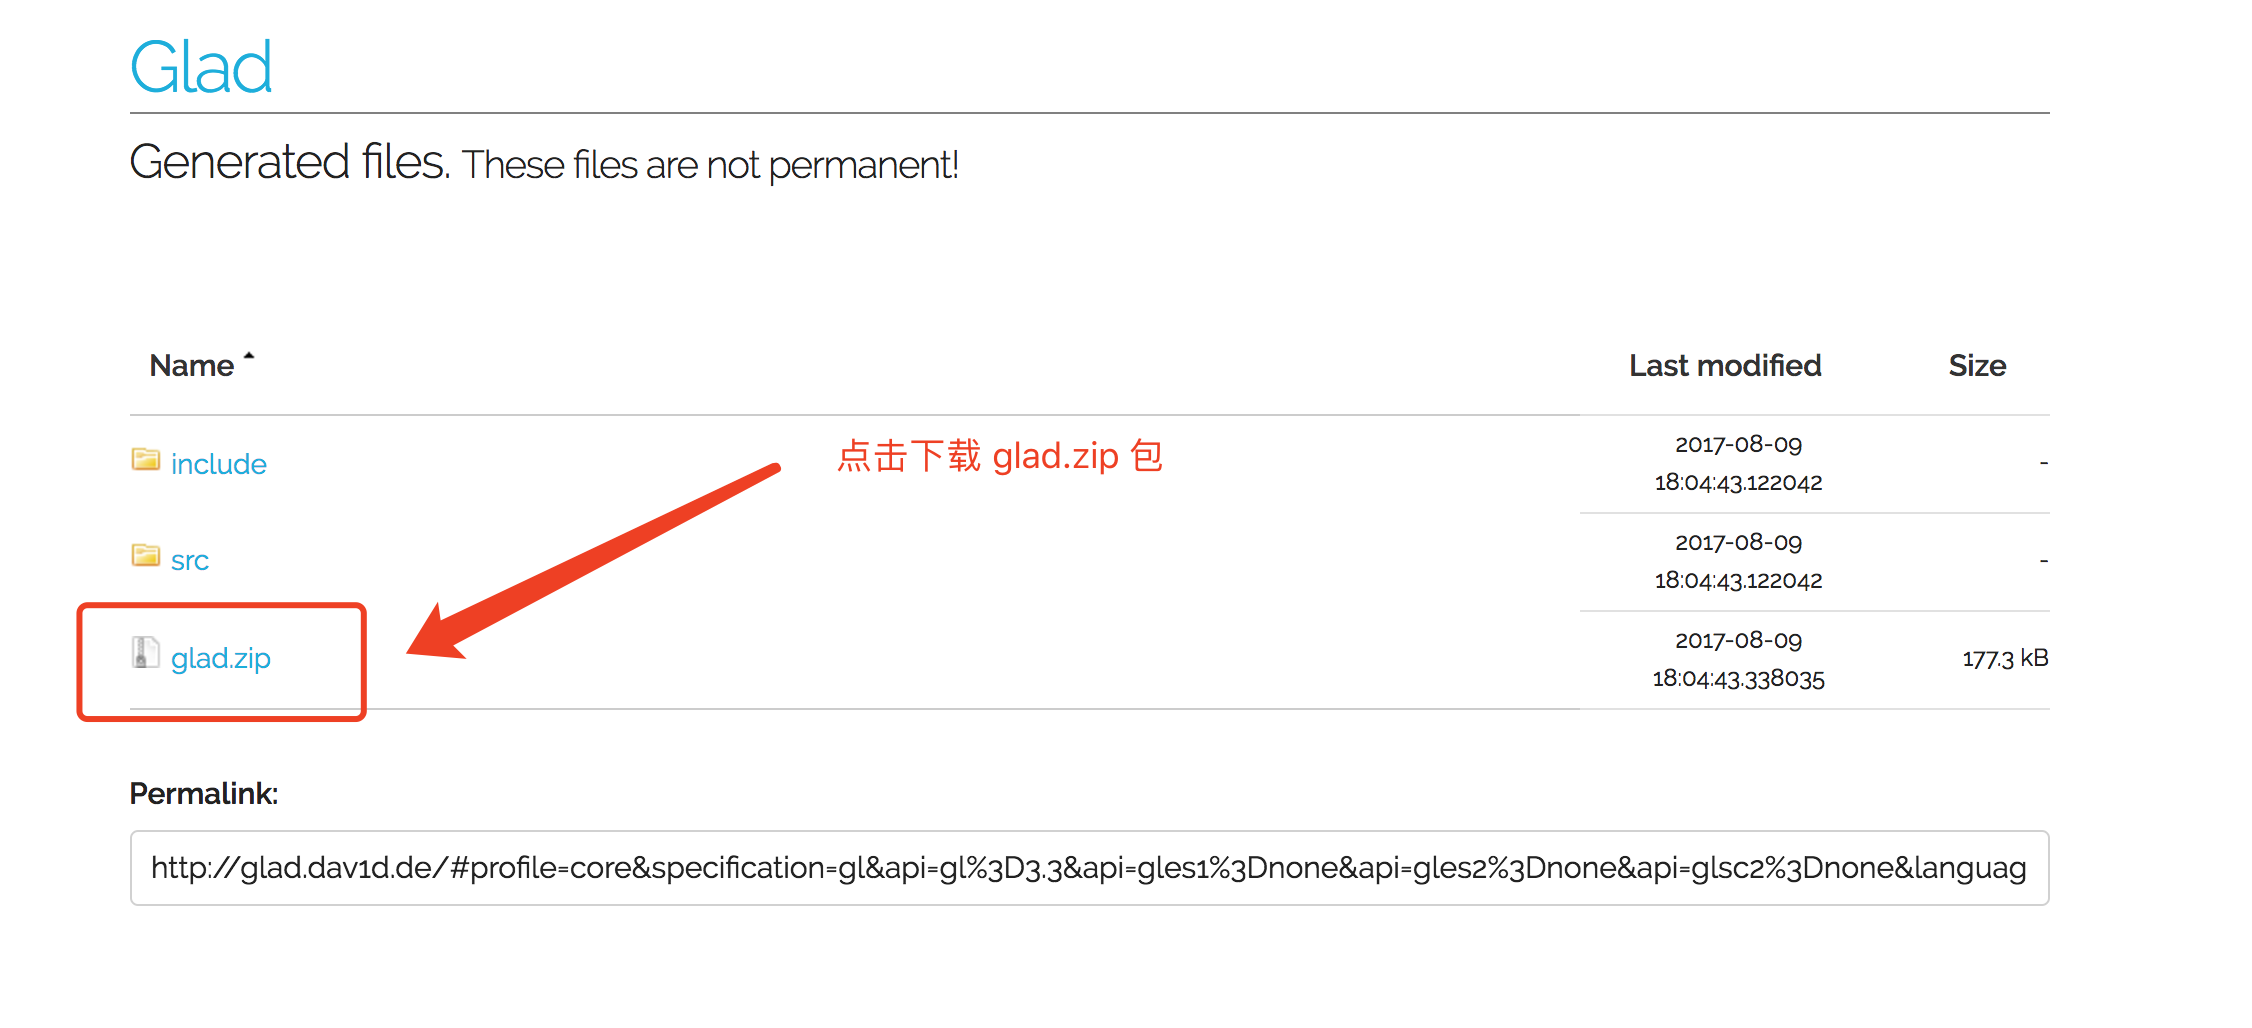 Glad
Generated files. These files are not permanent!
Name Last modified Size
点击下载 glad.zip 包
include 2017-08-09 18:04:43.122042 -
src 2017-08-09 18:04:43.122042 -
glad.zip 2017-08-09 18:04:43.338035 177.3 kB
Permalink:
http://glad.dav1d.de/#profile=core&specification=gl&api=gl%3D3.3&api=gles1%3Dnone&api=gles2%3Dnone&api=glsc2%3Dnone&languag